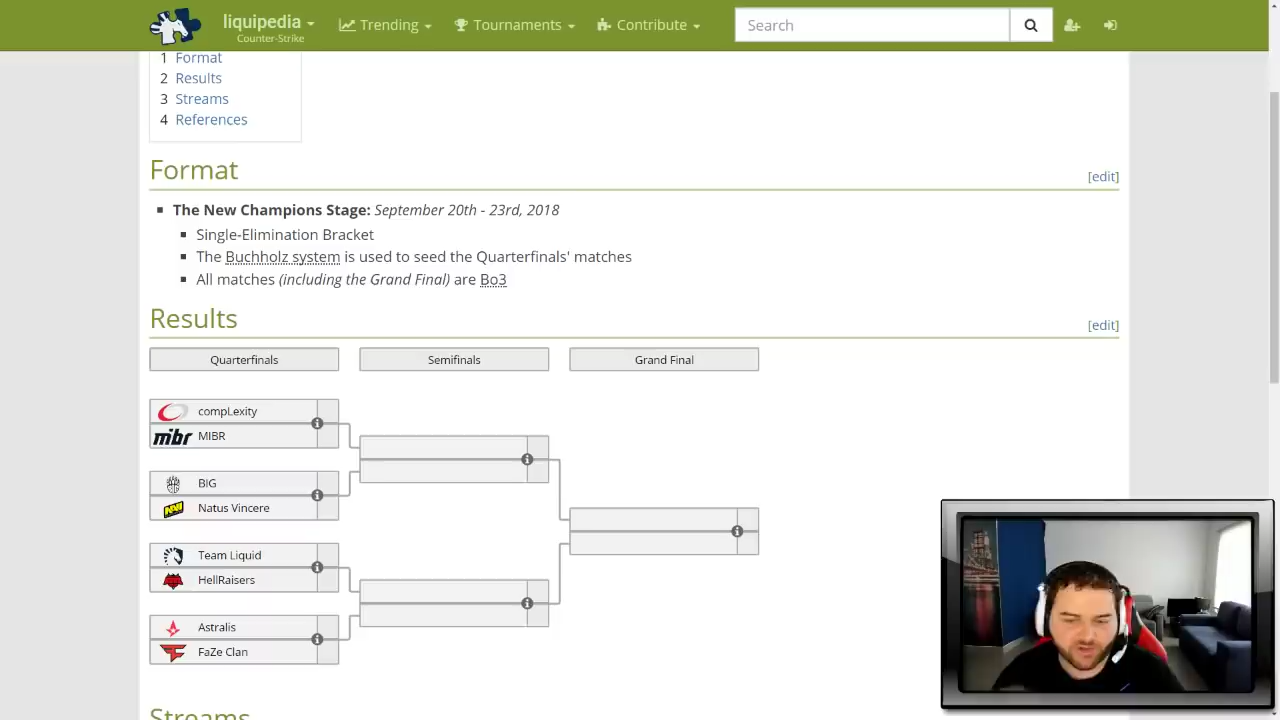 liquipedia
Counter-Strike
Trending
Tournaments
Contribute
Search
1 Format
2 Results
3 Streams
4 References
Format
[edit]
The New Champions Stage: September 20th - 23rd, 2018
Single-Elimination Bracket
The Buchholz system is used to seed the Quarterfinals' matches
All matches (including the Grand Final) are Bo3
Results
[edit]
Quarterfinals
Semifinals
Grand Final
compLexity
mibr MIBR
BIG
NAVI Natus Vincere
Team Liquid
HellRaisers
Astralis
FaZe Clan
Streams